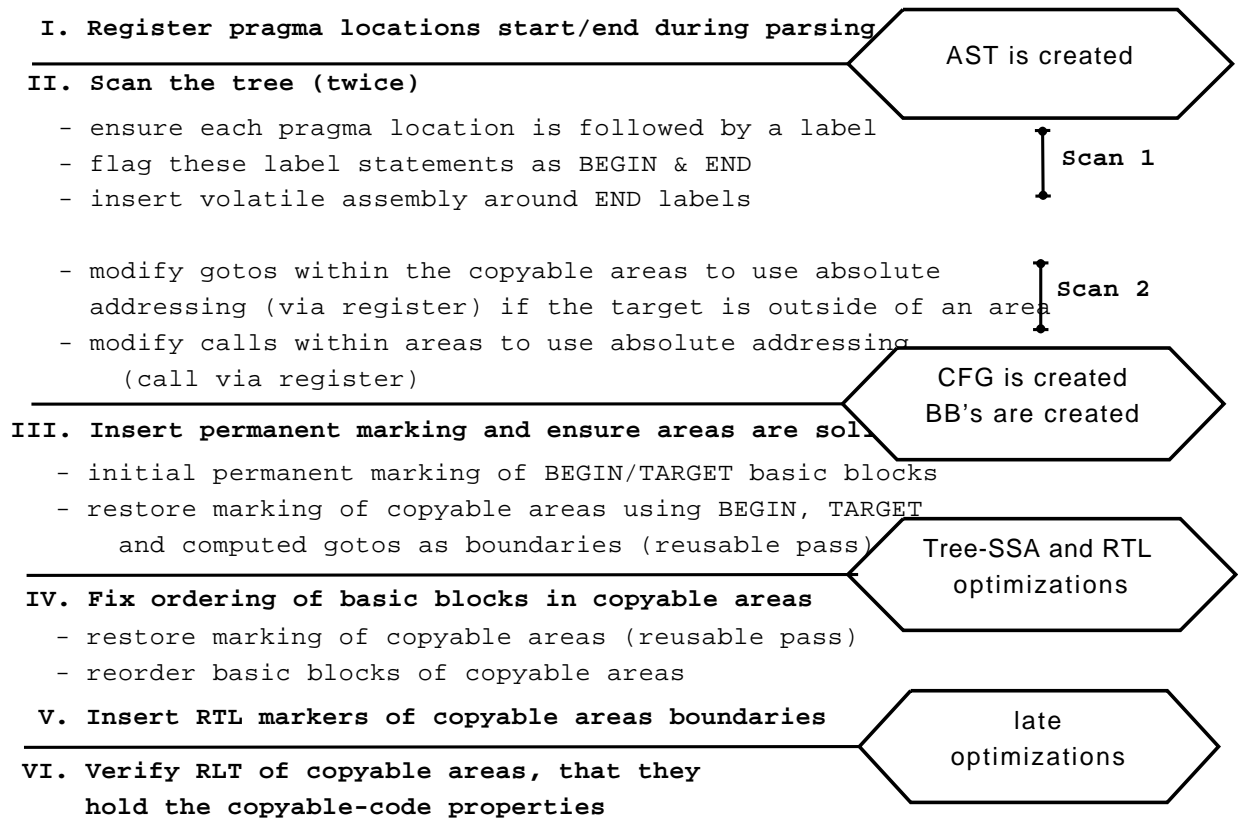 I. Register pragma locations start/end during parsing
AST is created
II. Scan the tree (twice)
- ensure each pragma location is followed by a label
- flag these label statements as BEGIN & END
Scan 1
- insert volatile assembly around END labels
- modify gotos within the copyable areas to use absolute
addressing (via register) if the target is outside of an area
Scan 2
- modify calls within areas to use absolute addressing
(call via register)
CFG is created
BB's are created
III. Insert permanent marking and ensure areas are
- initial permanent marking of BEGIN/TARGET basic blocks
- restore marking of copyable areas using BEGIN, TARGET
and computed gotos as boundaries (reusable pass)
Tree-SSA and RTL
optimizations
IV. Fix ordering of basic blocks in copyable areas
- restore marking of copyable areas (reusable pass)
- reorder basic blocks of copyable areas
V. Insert RTL markers of copyable areas boundaries
late
optimizations
VI. Verify RLT of copyable areas, that they
hold the copyable-code properties